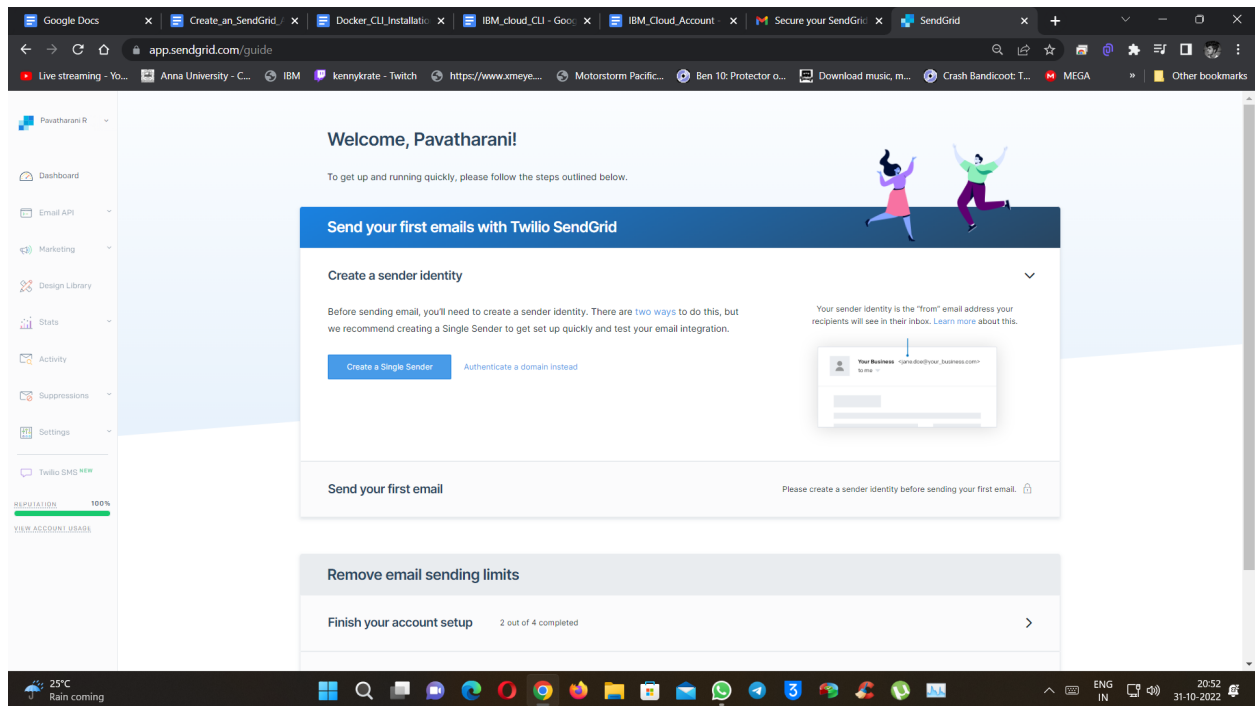 Google Docs
Create_an_SendGrid_A
Docker_CLI_Installatio
IBM_cloud_CLI - Goog
IBM_Cloud_Account -
Secure your SendGrid
SendGrid
app.sendgrid.com/guide
Live streaming - Yo...
Anna University - C...
IBM
kennykrate - Twitch
https://www.xmeye....
Motorstorm Pacific...
Ben 10: Protector o...
Download music, m...
Crash Bandicoot: T...
MEGA
»
Other bookmarks
Pavatharani R
Dashboard
Email API
Marketing
Design Library
Stats
Activity
Suppressions
Settings
Twilio SMS NEW
REPUTATION 100%
VIEW ACCOUNT USAGE
Welcome, Pavatharani!
To get up and running quickly, please follow the steps outlined below.
Send your first emails with Twilio SendGrid
Create a sender identity
Before sending email, you'll need to create a sender identity. There are two ways to do this, but
we recommend creating a Single Sender to get set up quickly and test your email integration.
Create a Single Sender
Authenticate a domain instead
Your sender identity is the "from" email address your
recipients will see in their inbox. Learn more about this.
Your Business <jane.doe@your_business.com>
to me
Send your first email
Please create a sender identity before sending your first email.
Remove email sending limits
Finish your account setup 2 out of 4 completed
25°C
Rain coming
3
ENG
IN
20:52
31-10-2022